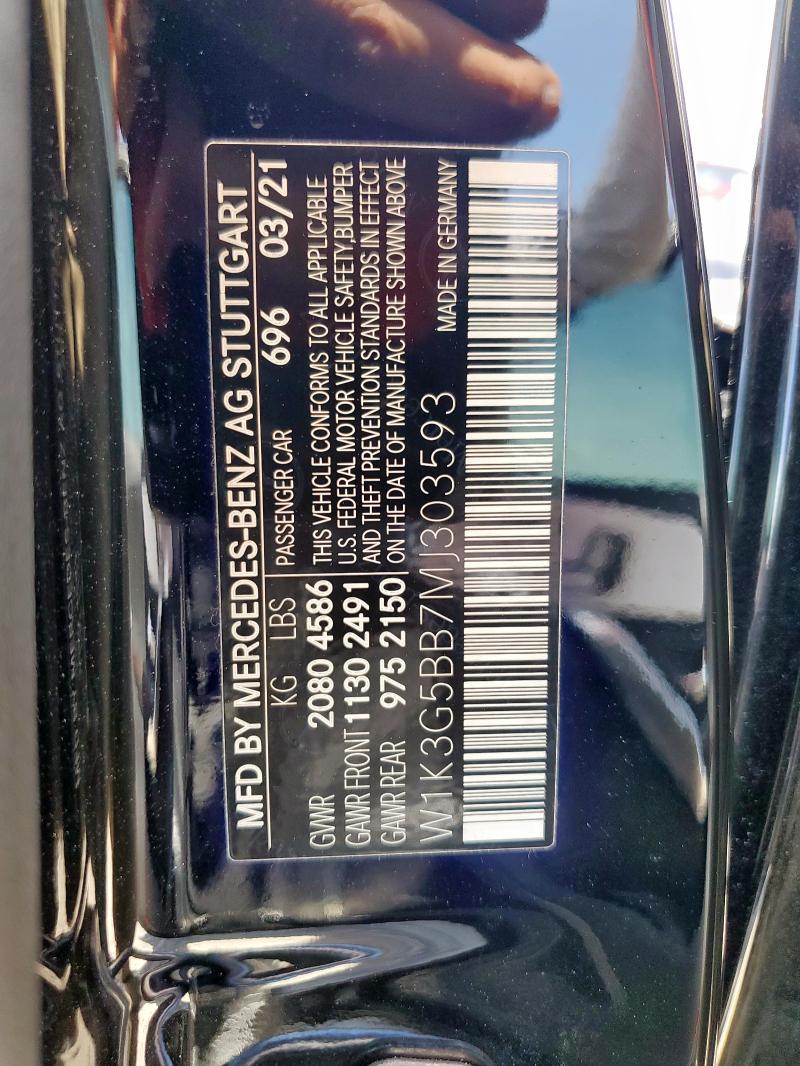 MFD BY MERCEDES-BENZ AG STUTTGART
KG LBS PASSENGER CAR 696 03/21
GVWR 2080 4586 THIS VEHICLE CONFORMS TO ALL APPLICABLE
GAWR FRONT 1130 2491 U.S. FEDERAL MOTOR VEHICLE SAFETY,BUMPER
GAWR REAR 975 2150 AND THEFT PREVENTION STANDARDS IN EFFECT
ON THE DATE OF MANUFACTURE SHOWN ABOVE
W1K3G5BB7MJ303593 MADE IN GERMANY